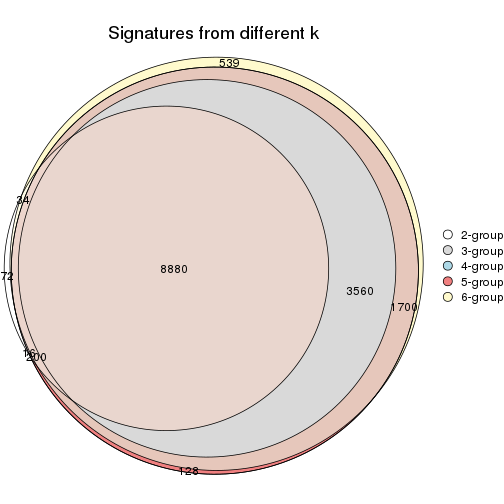 Signatures from different k
539
34
8880
72
3560
1700
16
200
128
2-group
3-group
4-group
5-group
6-group